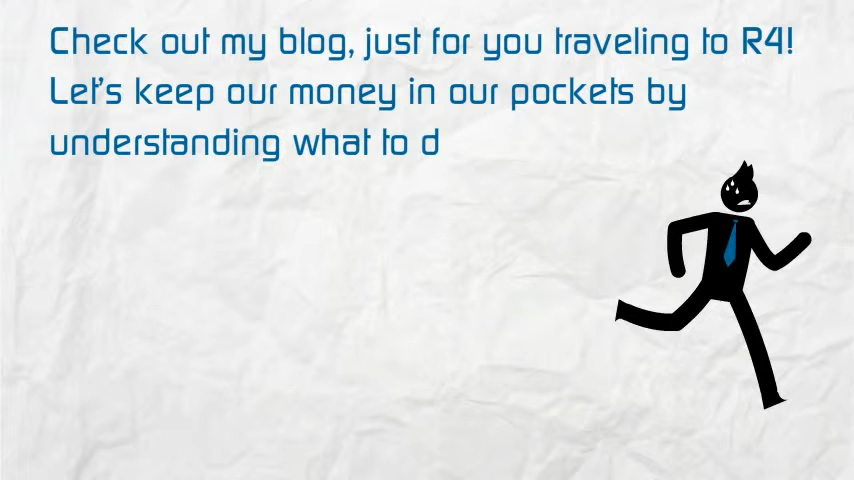 Check out my blog, just for you traveling to R4!
Let's keep our money in our pockets by
understanding what to d